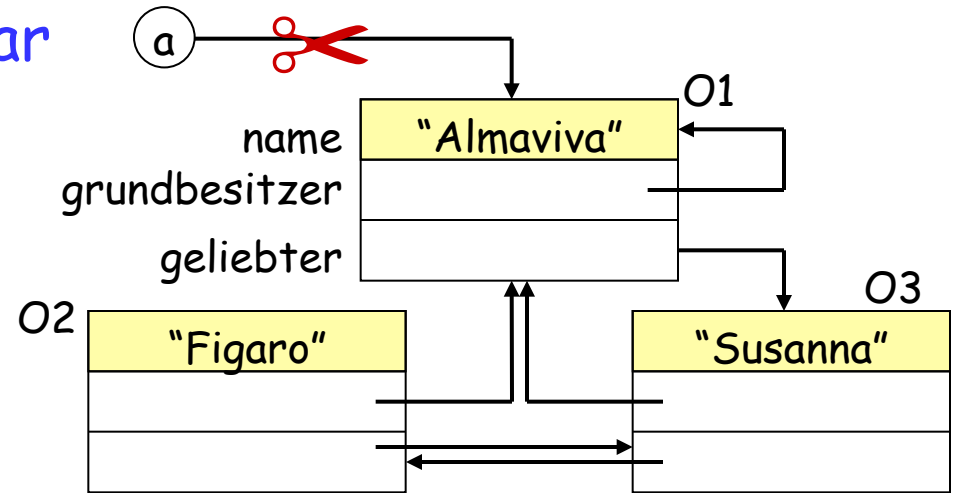 ar
a
O1
name "Almaviva"
grundbesitzer
geliebter
O3
O2
"Figaro" "Susanna"